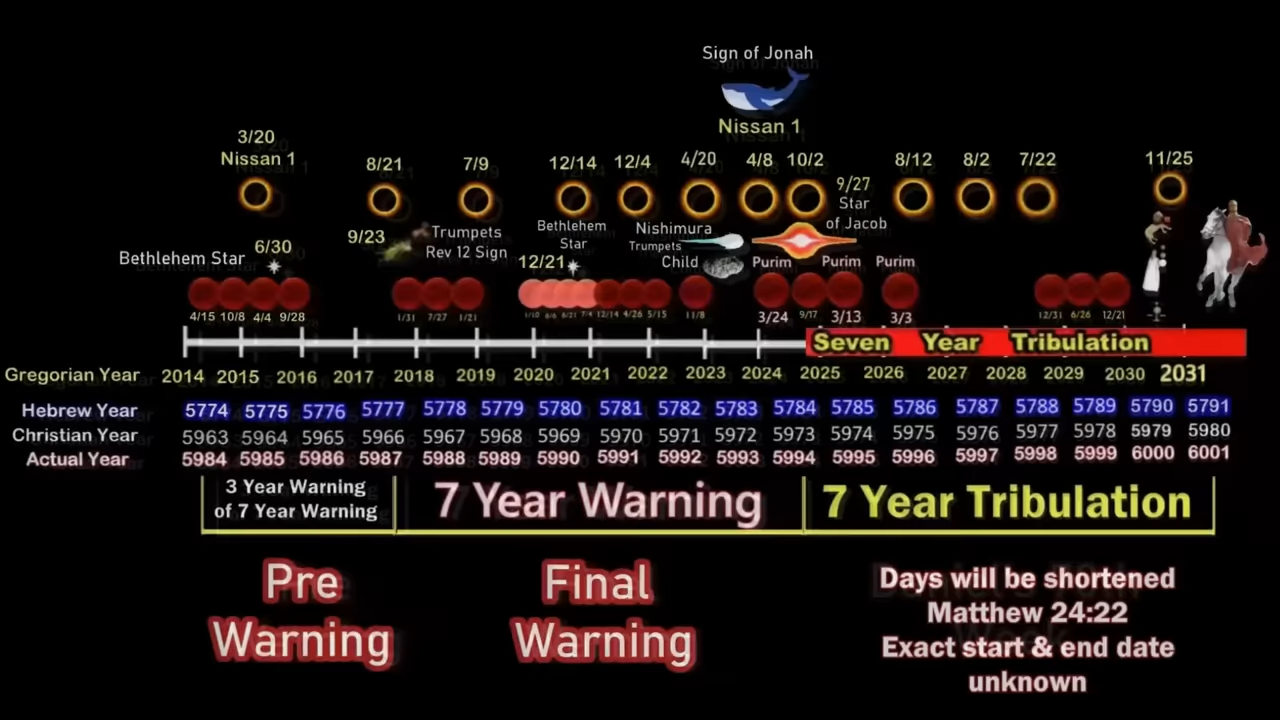 Sign of Jonah
Nissan 1
3/20
Nissan 1
8/21
7/9
12/14
12/4
4/20
4/8
10/2
8/12
8/2
7/22
11/25
9/27
Star
of Jacob
Bethlehem Star
6/30
9/23
Trumpets
Rev 12 Sign
Bethlehem
Star
12/21
Nishimura
Trumpets
Child
Purim
Purim
Purim
4/15 10/8 4/4 9/28
1/31 7/27 1/21
1/10 6/6 6/21 7/4 12/14 4/26 5/15
11/8
3/24 9/17 3/13
3/3
12/31 6/26 12/21
Seven Year Tribulation
Gregorian Year 2014 2015 2016 2017 2018 2019 2020 2021 2022 2023 2024 2025 2026 2027 2028 2029 2030 2031
Hebrew Year 5774 5775 5776 5777 5778 5779 5780 5781 5782 5783 5784 5785 5786 5787 5788 5789 5790 5791
Christian Year 5963 5964 5965 5966 5967 5968 5969 5970 5971 5972 5973 5974 5975 5976 5977 5978 5979 5980
Actual Year 5984 5985 5986 5987 5988 5989 5990 5991 5992 5993 5994 5995 5996 5997 5998 5999 6000 6001
3 Year Warning
of 7 Year Warning
7 Year Warning
7 Year Tribulation
Pre
Warning
Final
Warning
Days will be shortened
Matthew 24:22
Exact start & end date
unknown